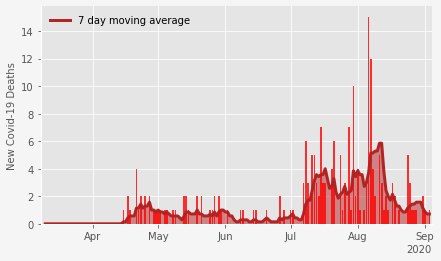 7 day moving average
New Covid-19 Deaths
14
12
10
8
6
4
2
0
Apr
May
Jun
Jul
Aug
Sep
2020